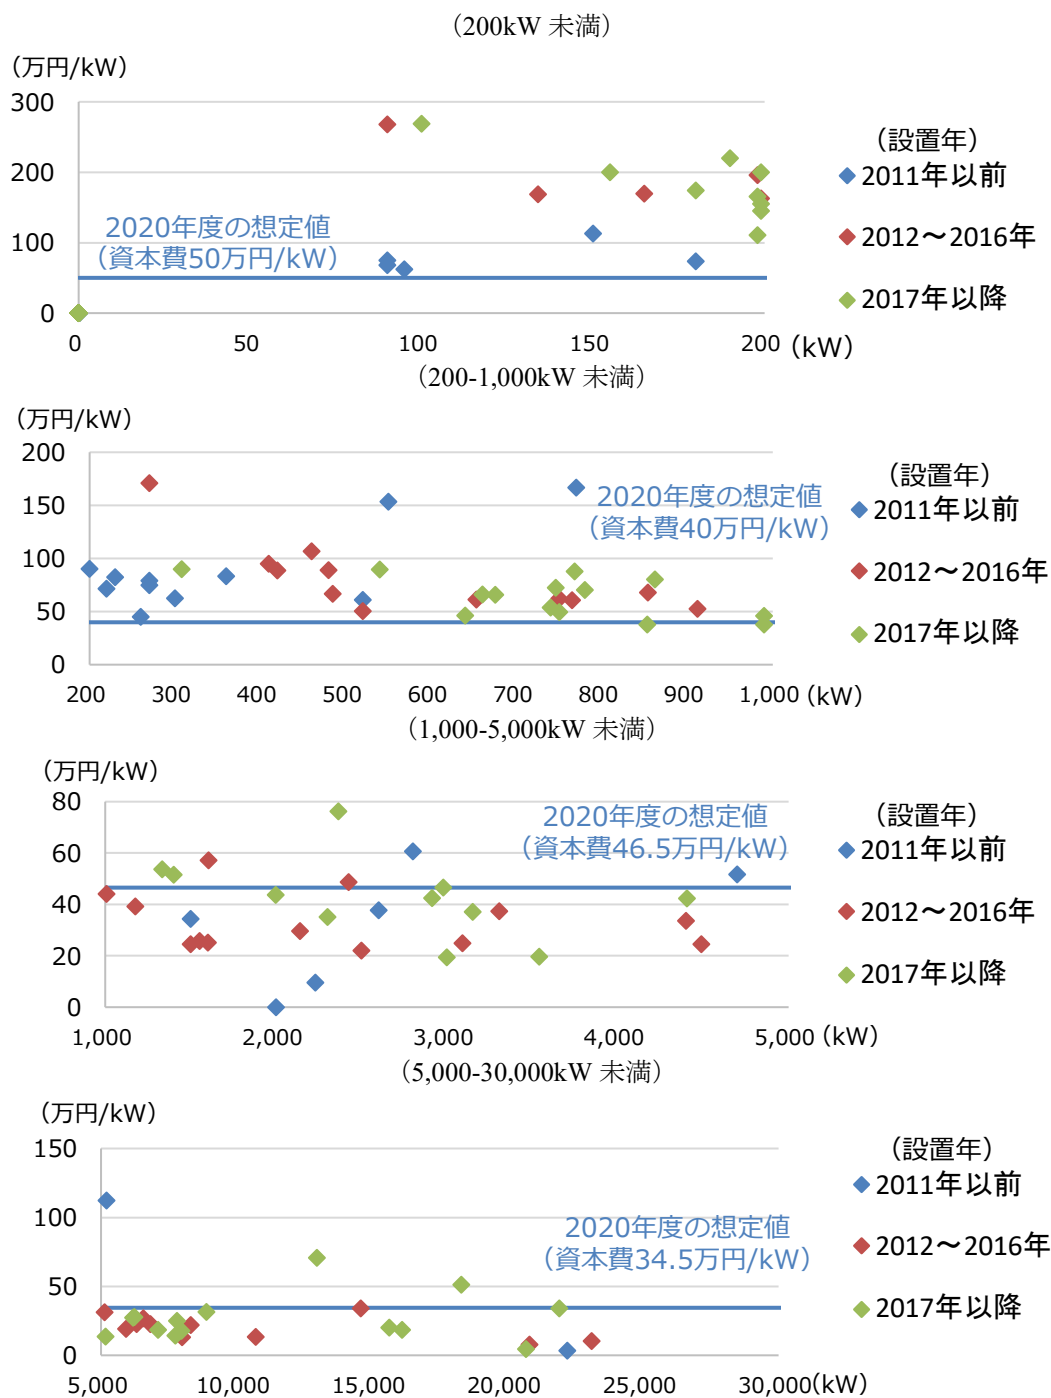 （200kW 未満）
（万円/kW）
300
200
100
0
2020年度の想定値
（資本費50万円/kW）
（設置年）
2011年以前
2012～2016年
2017年以降
0 50 100 150 200 （kW）
（200-1,000kW 未満）
（万円/kW）
200
150
100
50
0
2020年度の想定値
（資本費40万円/kW）
（設置年）
2011年以前
2012～2016年
2017年以降
200 300 400 500 600 700 800 900 1,000 （kW）
（1,000-5,000kW 未満）
（万円/kW）
80
60
40
20
0
2020年度の想定値
（資本費46.5万円/kW）
（設置年）
2011年以前
2012～2016年
2017年以降
1,000 2,000 3,000 4,000 5,000 （kW）
（5,000-30,000kW 未満）
（万円/kW）
150
100
50
0
2020年度の想定値
（資本費34.5万円/kW）
（設置年）
2011年以前
2012～2016年
2017年以降
5,000 10,000 15,000 20,000 25,000 30,000（kW）